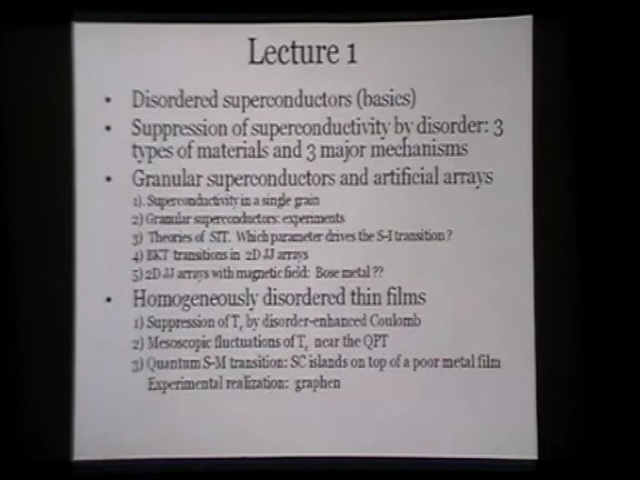 Lecture 1
• Disordered superconductors (basics)
• Suppression of superconductivity by disorder: 3
types of materials and 3 major mechanisms
• Granular superconductors and artificial arrays
1). Superconductivity in a single grain
2) Granular superconductors: experiments
3) Theories of SIT. Which parameter drives the S-I transition?
4) BKT transitions in 2D JJ arrays
5) 2D JJ arrays with magnetic field: Bose metal ??
• Homogeneously disordered thin films
1) Suppression of Tc by disorder-enhanced Coulomb
2) Mesoscopic fluctuations of Tc near the QPT
3) Quantum S-M transition: SC islands on top of a poor metal film
Experimental realization: graphen